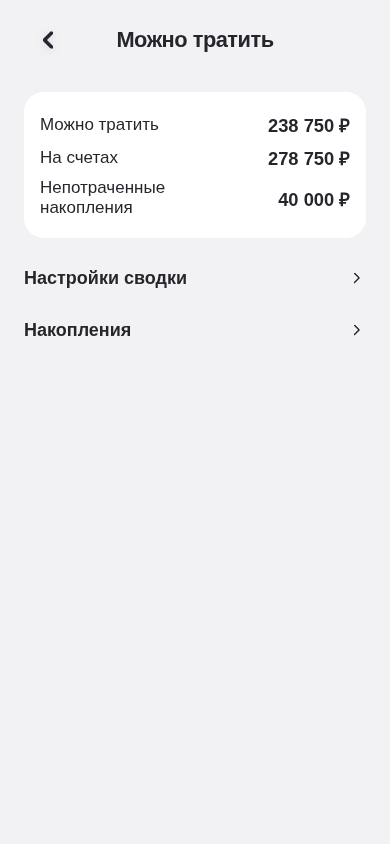 Можно тратить
Можно тратить 238 750 ₽
На счетах 278 750 ₽
Непотраченные
накопления 40 000 ₽
Настройки сводки
Накопления